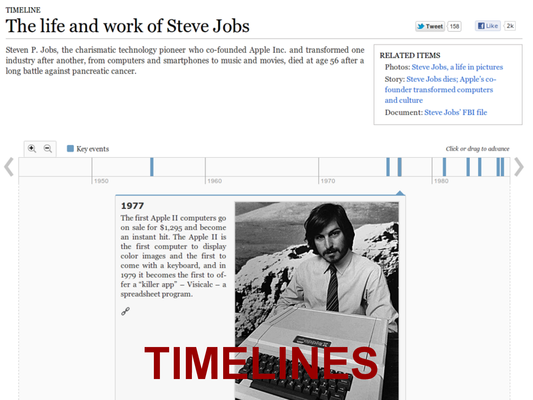 TIMELINE
The life and work of Steve Jobs
Tweet 158 Like 2k
Steven P. Jobs, the charismatic technology pioneer who co-founded Apple Inc. and transformed one
industry after another, from computers and smartphones to music and movies, died at age 56 after a
long battle against pancreatic cancer.
RELATED ITEMS
Photos: Steve Jobs, a life in pictures
Story: Steve Jobs dies; Apple's co-
founder transformed computers
and culture
Document: Steve Jobs' FBI file
Key events
Click or drag to advance
1950 1960 1970 1980
1977
The first Apple II computers go
on sale for $1,295 and become
an instant hit. The Apple II is
the first computer to display
color images and the first to
come with a keyboard, and in
1979 it becomes the first to of-
fer a "killer app" – Visicalc – a
spreadsheet program.
TIMELINES